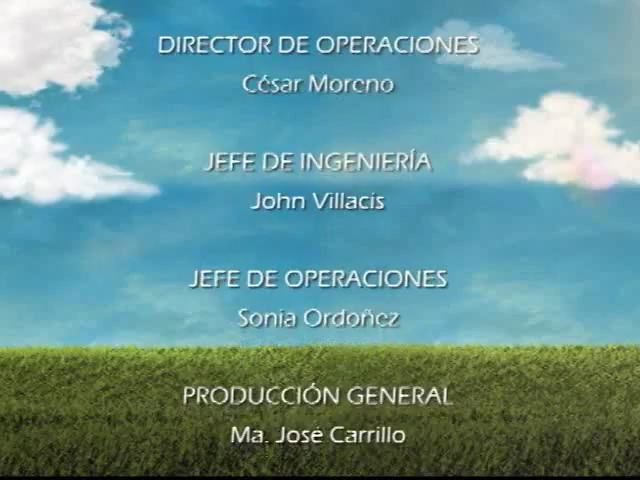 DIRECTOR DE OPERACIONES
César Moreno
JEFE DE INGENIERÍA
John Villacis
JEFE DE OPERACIONES
Sonia Ordoñez
PRODUCCIÓN GENERAL
Ma. José Carrillo